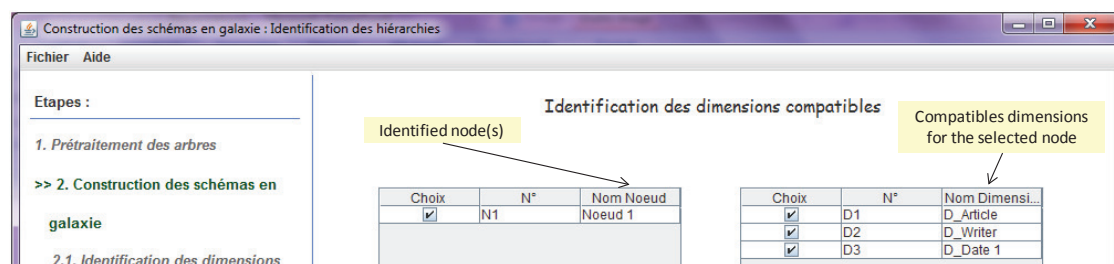 Construction des schémas en galaxie : Identification des hiérarchies
Fichier Aide
Etapes :
1. Prétraitement des arbres
>> 2. Construction des schémas en
galaxie
2.1. Identification des dimensions
Identification des dimensions compatibles
Identified node(s)
Compatibles dimensions
for the selected node
Choix N° Nom Noeud
N1 Noeud 1
Choix N° Nom Dimensi...
D1 D_Article
D2 D_Writer
D3 D_Date 1